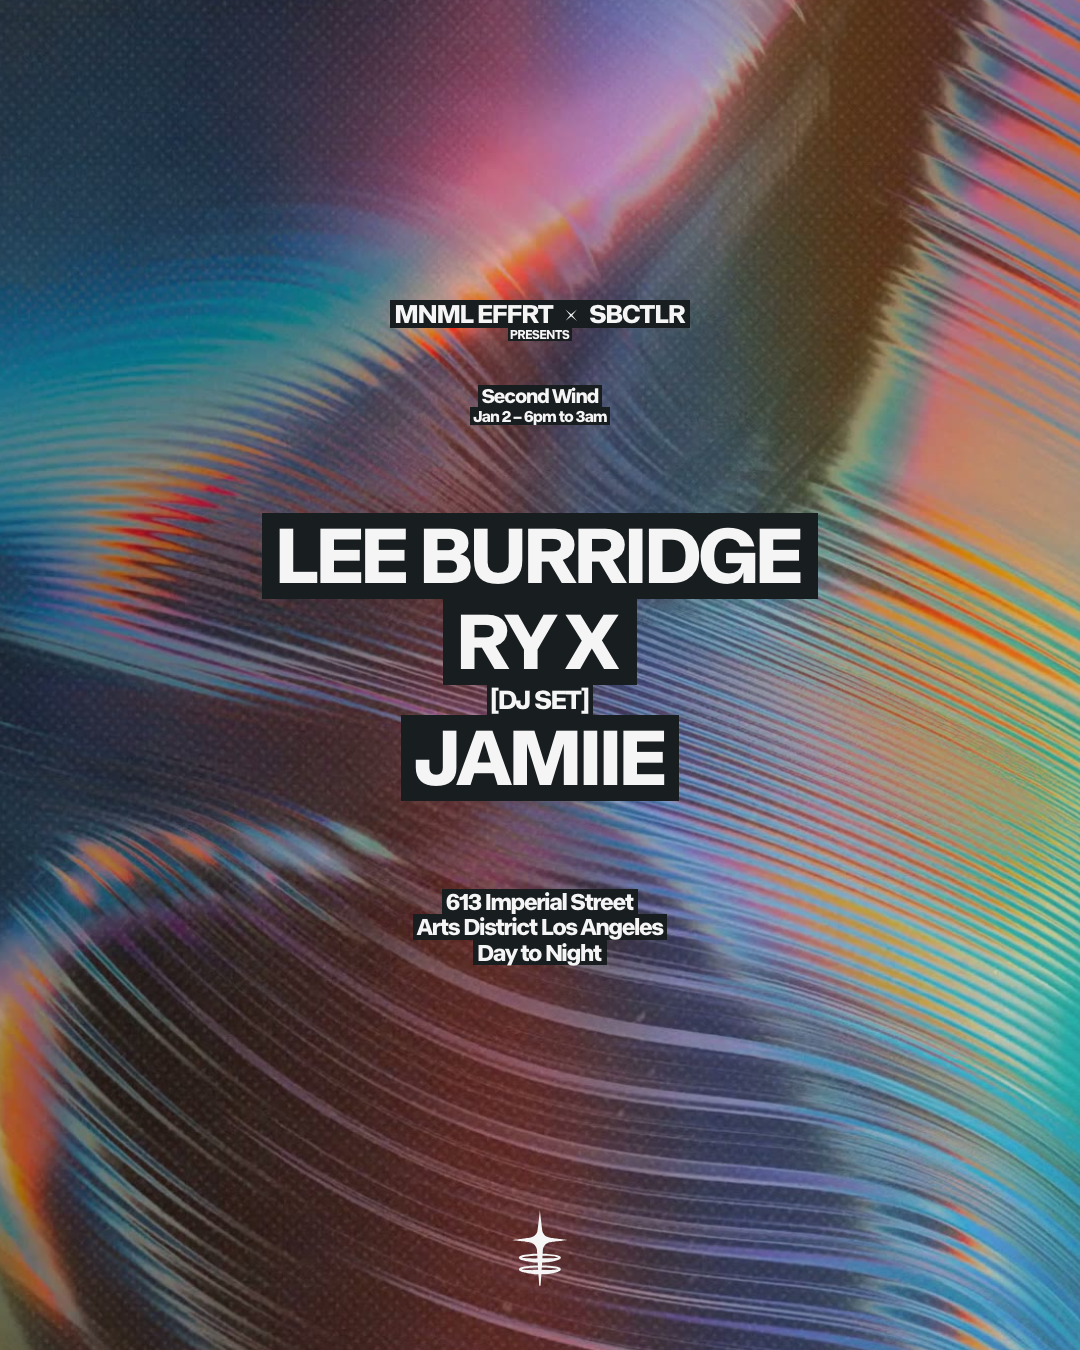 MNML EFFRT × SBCTLR
PRESENTS
Second Wind
Jan 2 – 6pm to 3am
LEE BURRIDGE
RY X
[DJ SET]
JAMIIE
613 Imperial Street
Arts District Los Angeles
Day to Night